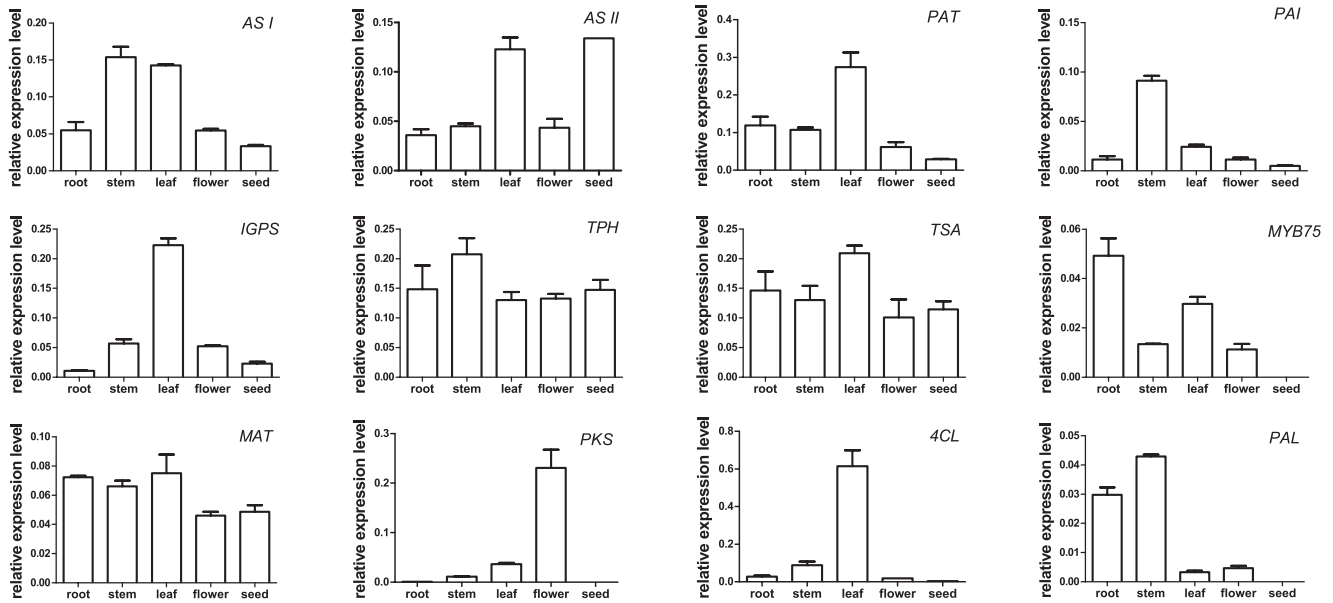 AS I
relative expression level
0.20
0.15
0.10
0.05
0.00
root stem leaf flower seed
AS II
relative expression level
0.15
0.10
0.05
0.00
root stem leaf flower seed
PAT
relative expression level
0.4
0.3
0.2
0.1
0.0
root stem leaf flower seed
PAI
relative expression level
0.15
0.10
0.05
0.00
root stem leaf flower seed
IGPS
relative expression level
0.25
0.20
0.15
0.10
0.05
0.00
root stem leaf flower seed
TPH
relative expression level
0.25
0.20
0.15
0.10
0.05
0.00
root stem leaf flower seed
TSA
relative expression level
0.25
0.20
0.15
0.10
0.05
0.00
root stem leaf flower seed
MYB75
relative expression level
0.06
0.04
0.02
0.00
root stem leaf flower seed
MAT
relative expression level
0.10
0.08
0.06
0.04
0.02
0.00
root stem leaf flower seed
PKS
relative expression level
0.3
0.2
0.1
0.0
root stem leaf flower seed
4CL
relative expression level
0.8
0.6
0.4
0.2
0.0
root stem leaf flower seed
PAL
relative expression level
0.05
0.04
0.03
0.02
0.01
0.00
root stem leaf flower seed